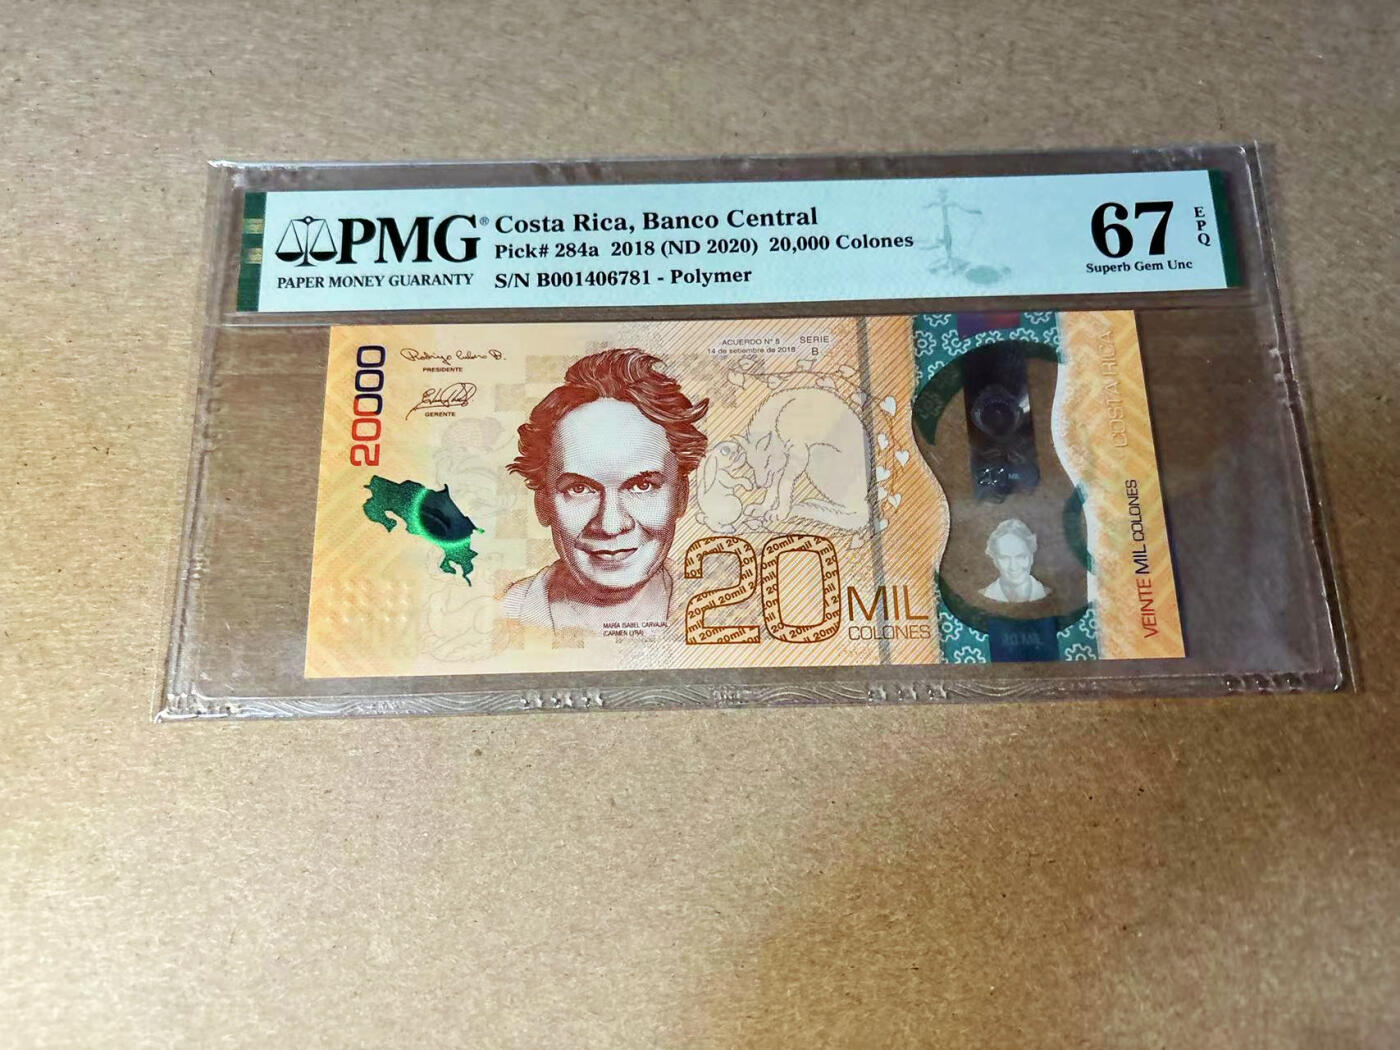 PMG®
PAPER MONEY GUARANTY
Costa Rica, Banco Central
Pick# 284a 2018 (ND 2020) 20,000 Colones
S/N B001406781 - Polymer
67
EPQ
Superb Gem Unc
20000
PRESIDENTE
GERENTE
ACUERDO N° 5
14 de setiembre de 2018
SERIE
B
MARÍA ISABEL CARVAJAL
(CARMEN LYRA)
20 MIL
COLONES
COSTA RICA
VEINTE MIL COLONES